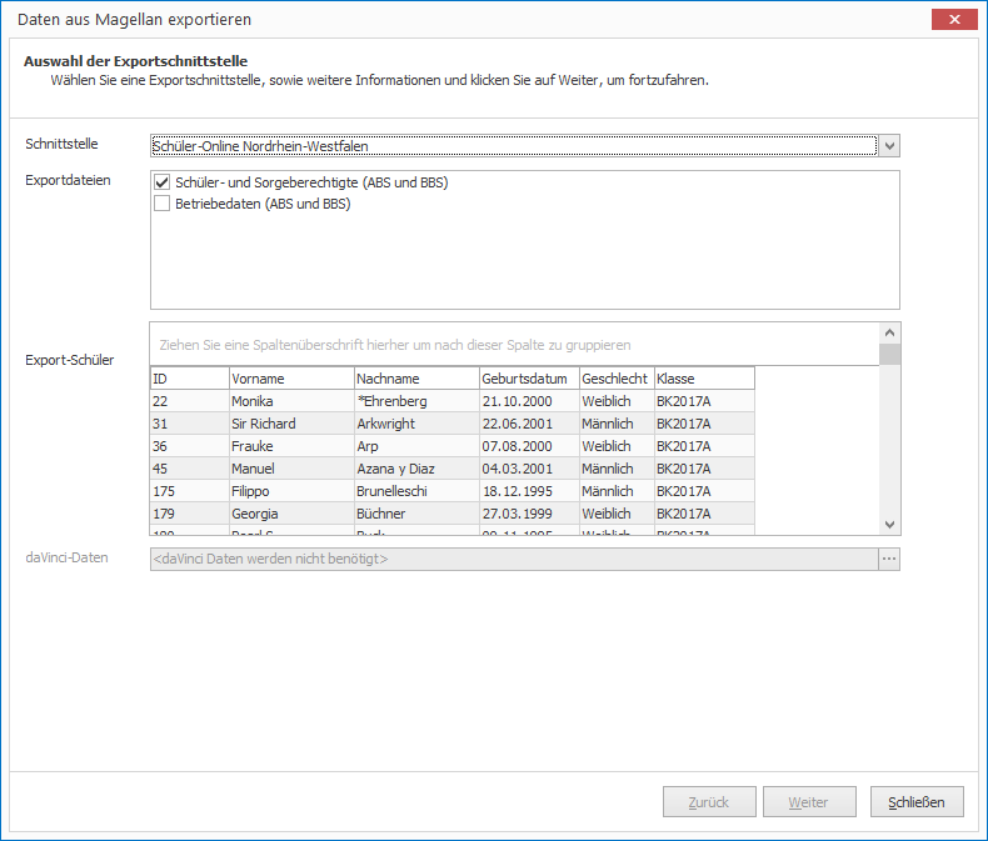 Daten aus Magellan exportieren
Auswahl der Exportschnittstelle
Wählen Sie eine Exportschnittstelle, sowie weitere Informationen und klicken Sie auf Weiter, um fortzufahren.
Schnittstelle Schüler-Online Nordrhein-Westfalen
Exportdateien Schüler- und Sorgeberechtigte (ABS und BBS)
Betriebedaten (ABS und BBS)
Ziehen Sie eine Spaltenüberschrift hierher um nach dieser Spalte zu gruppieren
Export-Schüler
ID Vorname Nachname Geburtsdatum Geschlecht Klasse
22 Monika *Ehrenberg 21.10.2000 Weiblich BK2017A
31 Sir Richard Arkwright 22.06.2001 Männlich BK2017A
36 Frauke Arp 07.08.2000 Weiblich BK2017A
45 Manuel Azana y Diaz 04.03.2001 Männlich BK2017A
175 Filippo Brunelleschi 18.12.1995 Männlich BK2017A
179 Georgia Büchner 27.03.1999 Weiblich BK2017A
Weiblich BK2017A
daVinci-Daten <daVinci Daten werden nicht benötigt> ...
Zurück Weiter Schließen